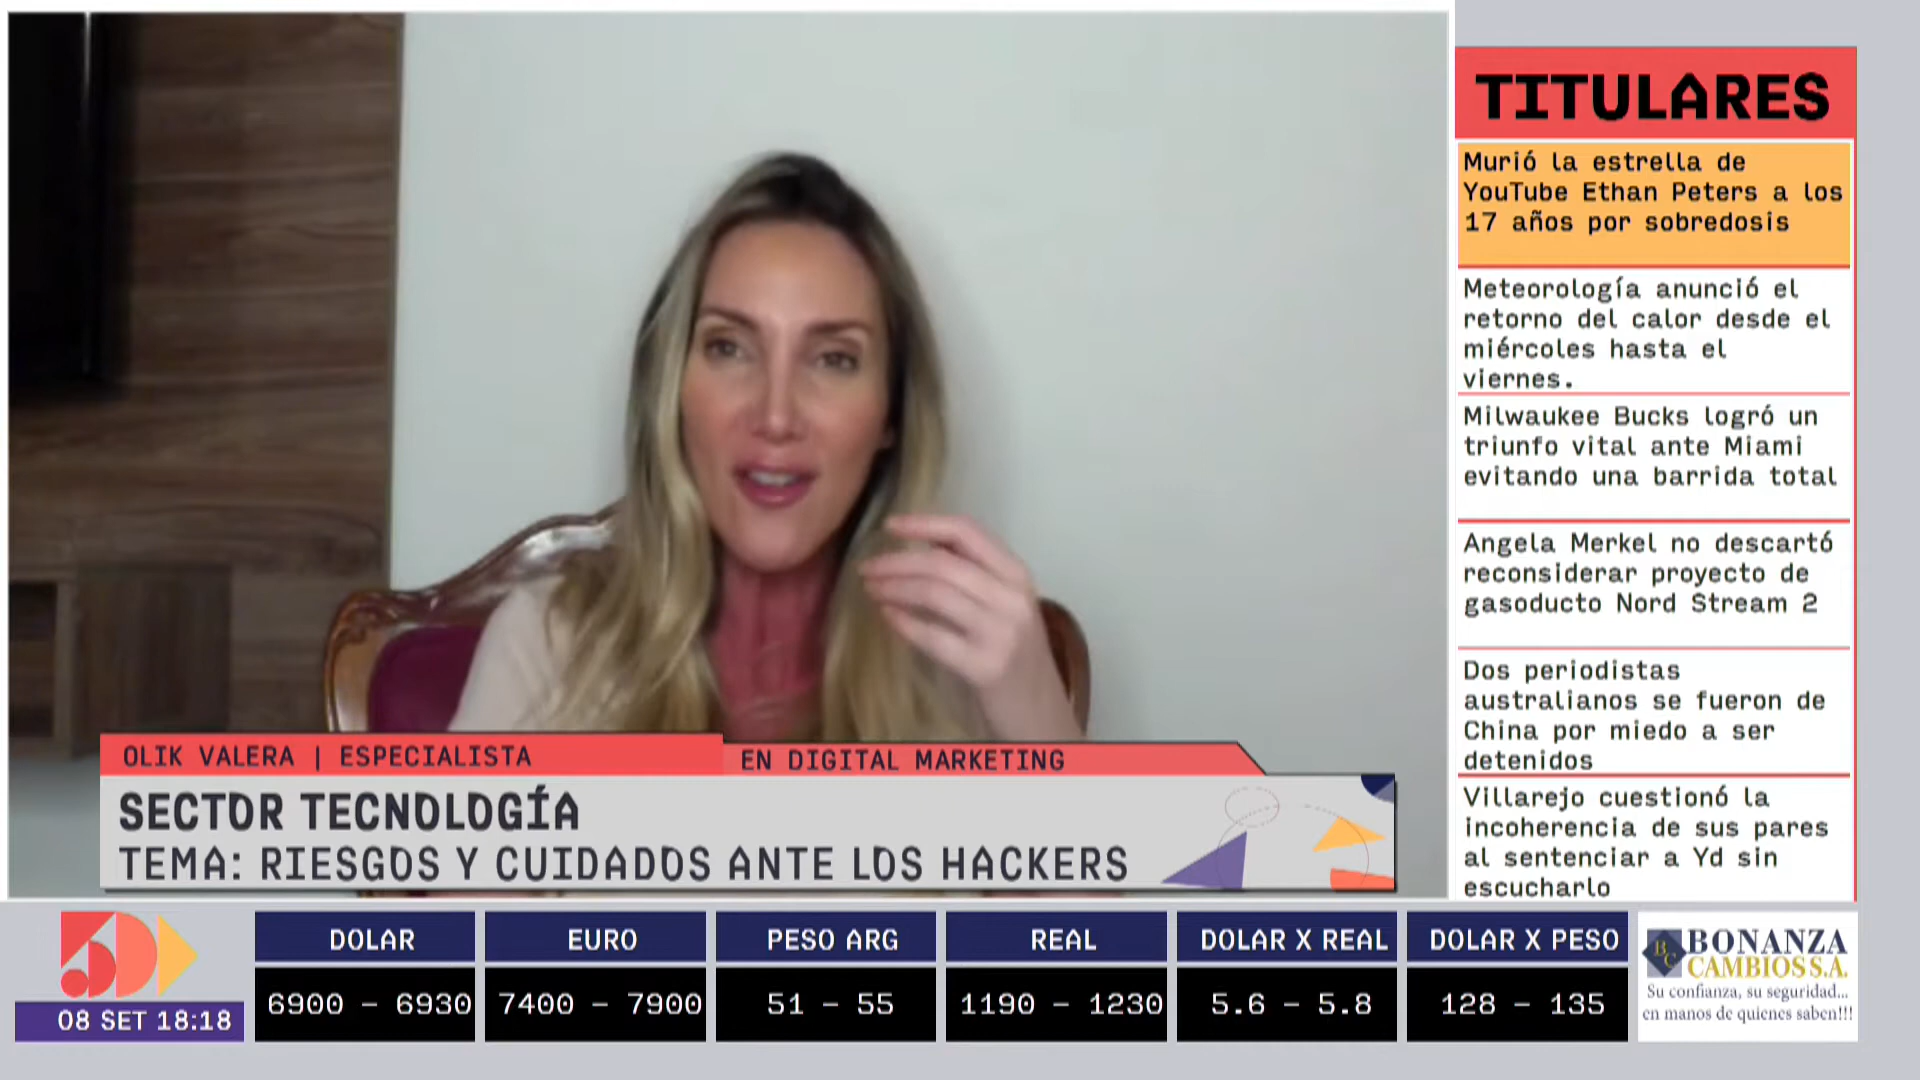 TITULARES
Murió la estrella de
YouTube Ethan Peters a los
17 años por sobredosis
Meteorología anunció el
retorno del calor desde el
miércoles hasta el
viernes.
Milwaukee Bucks logró un
triunfo vital ante Miami
evitando una barrida total
Angela Merkel no descartó
reconsiderar proyecto de
gasoducto Nord Stream 2
Dos periodistas
australianos se fueron de
China por miedo a ser
detenidos
Villarejo cuestionó la
incoherencia de sus pares
al sentenciar a Yd sin
escucharlo
OLIK VALERA | ESPECIALISTA EN DIGITAL MARKETING
SECTOR TECNOLOGÍA
TEMA: RIESGOS Y CUIDADOS ANTE LOS HACKERS
5D
08 SET 18:18
DOLAR EURO PESO ARG REAL DOLAR X REAL DOLAR X PESO
6900 - 6930 7400 - 7900 51 - 55 1190 - 1230 5.6 - 5.8 128 - 135
BC BONANZA
CAMBIOS S.A.
Su confianza, su seguridad...
en manos de quienes saben!!!